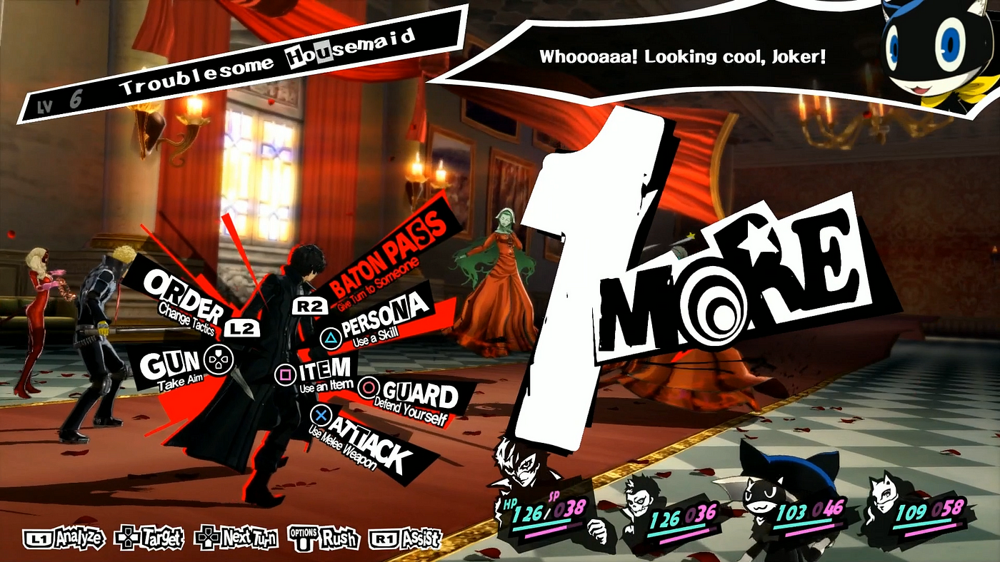 LV 6 Troublesome Housemaid
Whoooaaa! Looking cool, Joker!
1 MORE
BATON PASS
Give Turn to Someone
R2
ORDER
Change Tactics
L2
PERSONA
Use a Skill
GUN
Take Aim
ITEM
Use an Item
GUARD
Defend Yourself
ATTACK
Use Melee Weapon
HP SP
126/038
126 036
103 046
109 058
L1 Analyze Target Next Turn OPTIONS Rush R1 Assist